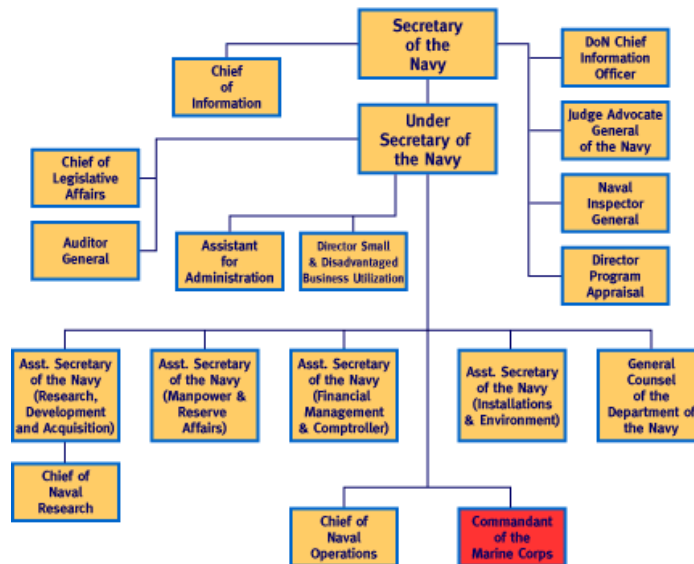 Secretary
of the
Navy
Chief
of
Information
DoN Chief
Information
Officer
Under
Secretary of
the Navy
Judge Advocate
General
of the Navy
Chief of
Legislative
Affairs
Naval
Inspector
General
Auditor
General
Assistant
for
Administration
Director Small
& Disadvantaged
Business Utilization
Director
Program
Appraisal
Asst. Secretary
of the Navy
(Research,
Development
and Acquisition)
Asst. Secretary
of the Navy
(Manpower &
Reserve
Affairs)
Asst. Secretary
of the Navy
(Financial
Management
& Comptroller)
Asst. Secretary
of the Navy
(Installations
& Environment)
General
Counsel
of the
Department of
the Navy
Chief of
Naval
Research
Chief of
Naval
Operations
Commandant
of the
Marine Corps